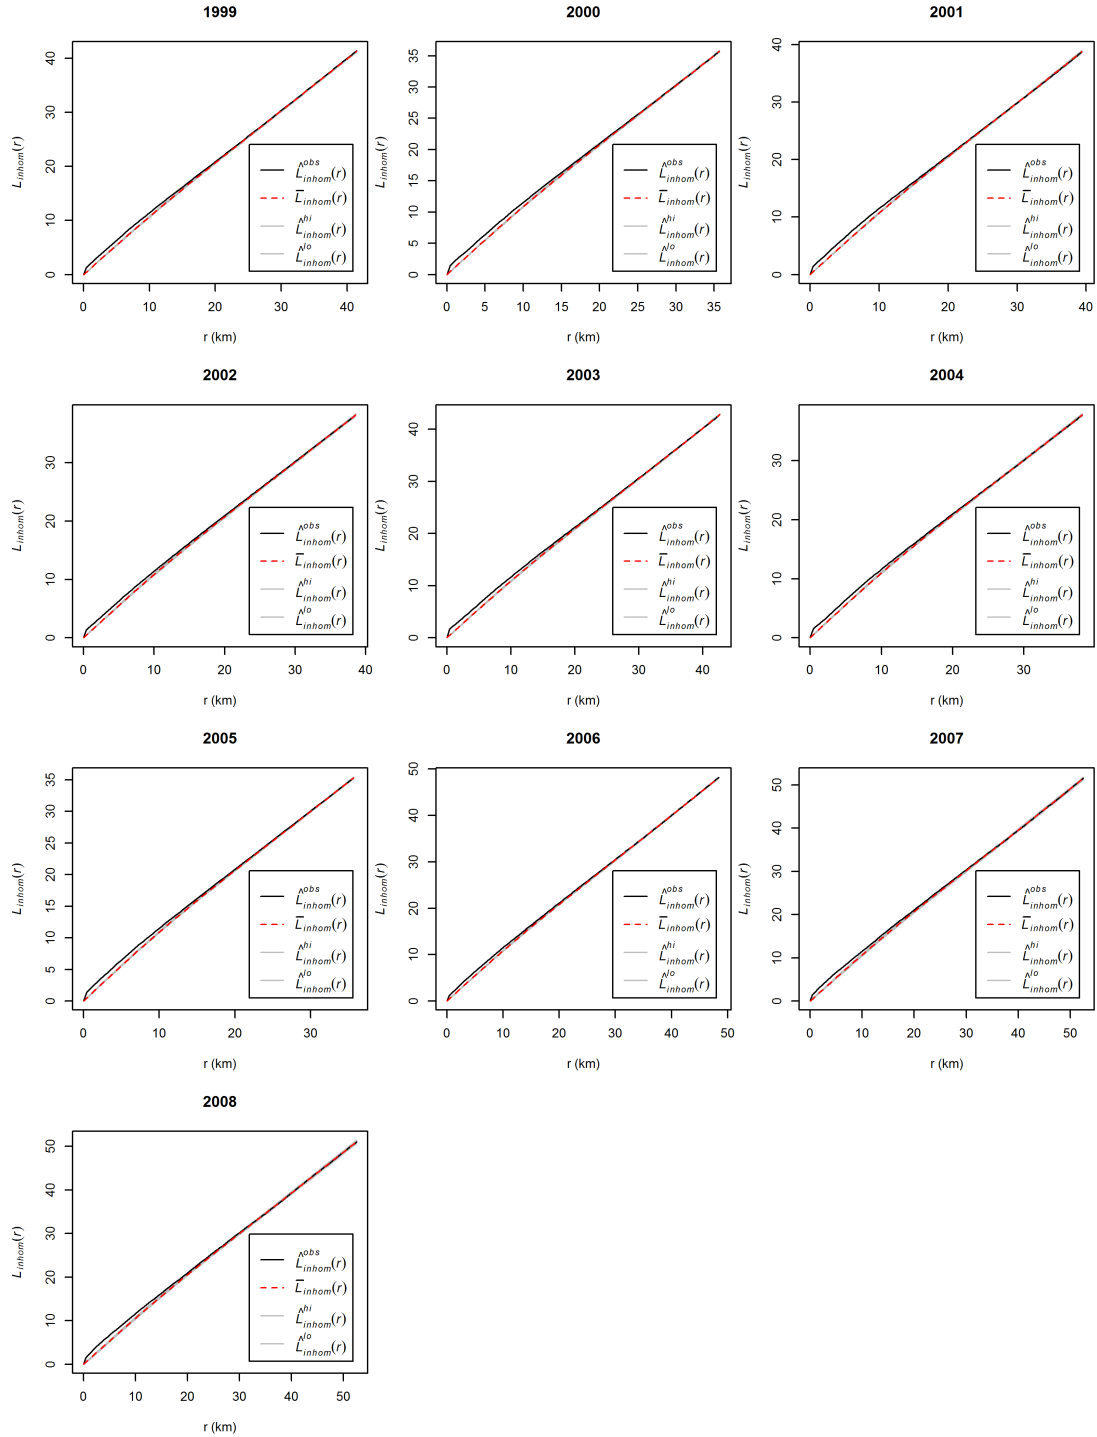 1999
L_inhom(r)
40
30
20
10
0
L̂^obs_inhom(r)
L̄_inhom(r)
L̂^hi_inhom(r)
L̂^lo_inhom(r)
0 10 20 30 40
r (km)
2000
L_inhom(r)
35
30
25
20
15
10
5
0
L̂^obs_inhom(r)
L̄_inhom(r)
L̂^hi_inhom(r)
L̂^lo_inhom(r)
0 5 10 15 20 25 30 35
r (km)
2001
L_inhom(r)
40
30
20
10
0
L̂^obs_inhom(r)
L̄_inhom(r)
L̂^hi_inhom(r)
L̂^lo_inhom(r)
0 10 20 30 40
r (km)
2002
L_inhom(r)
30
20
10
0
L̂^obs_inhom(r)
L̄_inhom(r)
L̂^hi_inhom(r)
L̂^lo_inhom(r)
0 10 20 30 40
r (km)
2003
L_inhom(r)
40
30
20
10
0
L̂^obs_inhom(r)
L̄_inhom(r)
L̂^hi_inhom(r)
L̂^lo_inhom(r)
0 10 20 30 40
r (km)
2004
L_inhom(r)
30
20
10
0
L̂^obs_inhom(r)
L̄_inhom(r)
L̂^hi_inhom(r)
L̂^lo_inhom(r)
0 10 20 30
r (km)
2005
L_inhom(r)
35
30
25
20
15
10
5
0
L̂^obs_inhom(r)
L̄_inhom(r)
L̂^hi_inhom(r)
L̂^lo_inhom(r)
0 10 20 30
r (km)
2006
L_inhom(r)
50
40
30
20
10
0
L̂^obs_inhom(r)
L̄_inhom(r)
L̂^hi_inhom(r)
L̂^lo_inhom(r)
0 10 20 30 40 50
r (km)
2007
L_inhom(r)
50
40
30
20
10
0
L̂^obs_inhom(r)
L̄_inhom(r)
L̂^hi_inhom(r)
L̂^lo_inhom(r)
0 10 20 30 40 50
r (km)
2008
L_inhom(r)
50
40
30
20
10
0
L̂^obs_inhom(r)
L̄_inhom(r)
L̂^hi_inhom(r)
L̂^lo_inhom(r)
0 10 20 30 40 50
r (km)